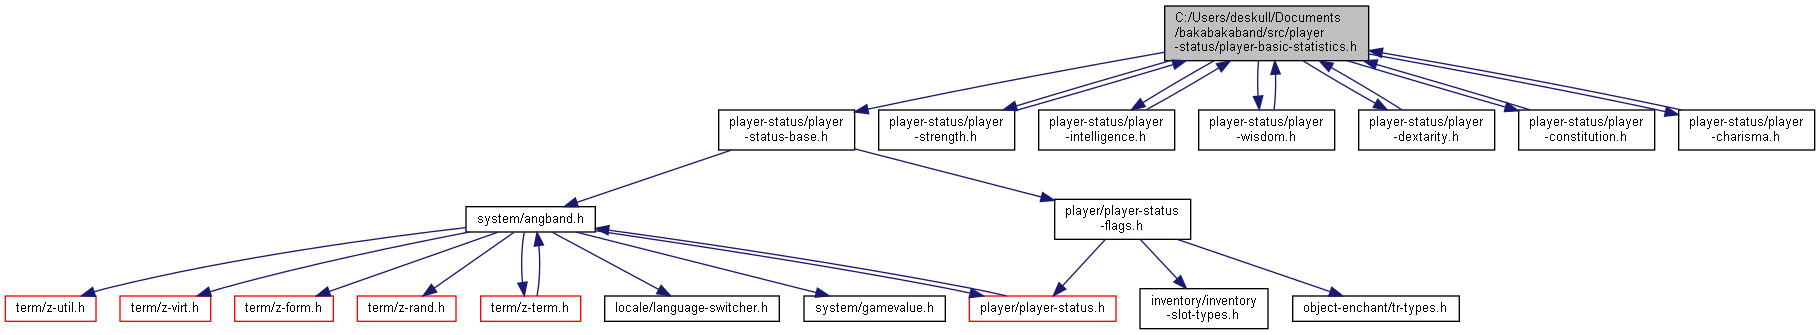 C:/Users/deskull/Documents
/bakabakaband/src/player
-status/player-basic-statistics.h
player-status/player
-status-base.h
player-status/player
-strength.h
player-status/player
-intelligence.h
player-status/player
-wisdom.h
player-status/player
-dextarity.h
player-status/player
-constitution.h
player-status/player
-charisma.h
system/angband.h
player/player-status
-flags.h
term/z-util.h
term/z-virt.h
term/z-form.h
term/z-rand.h
term/z-term.h
locale/language-switcher.h
system/gamevalue.h
player/player-status.h
inventory/inventory
-slot-types.h
object-enchant/tr-types.h